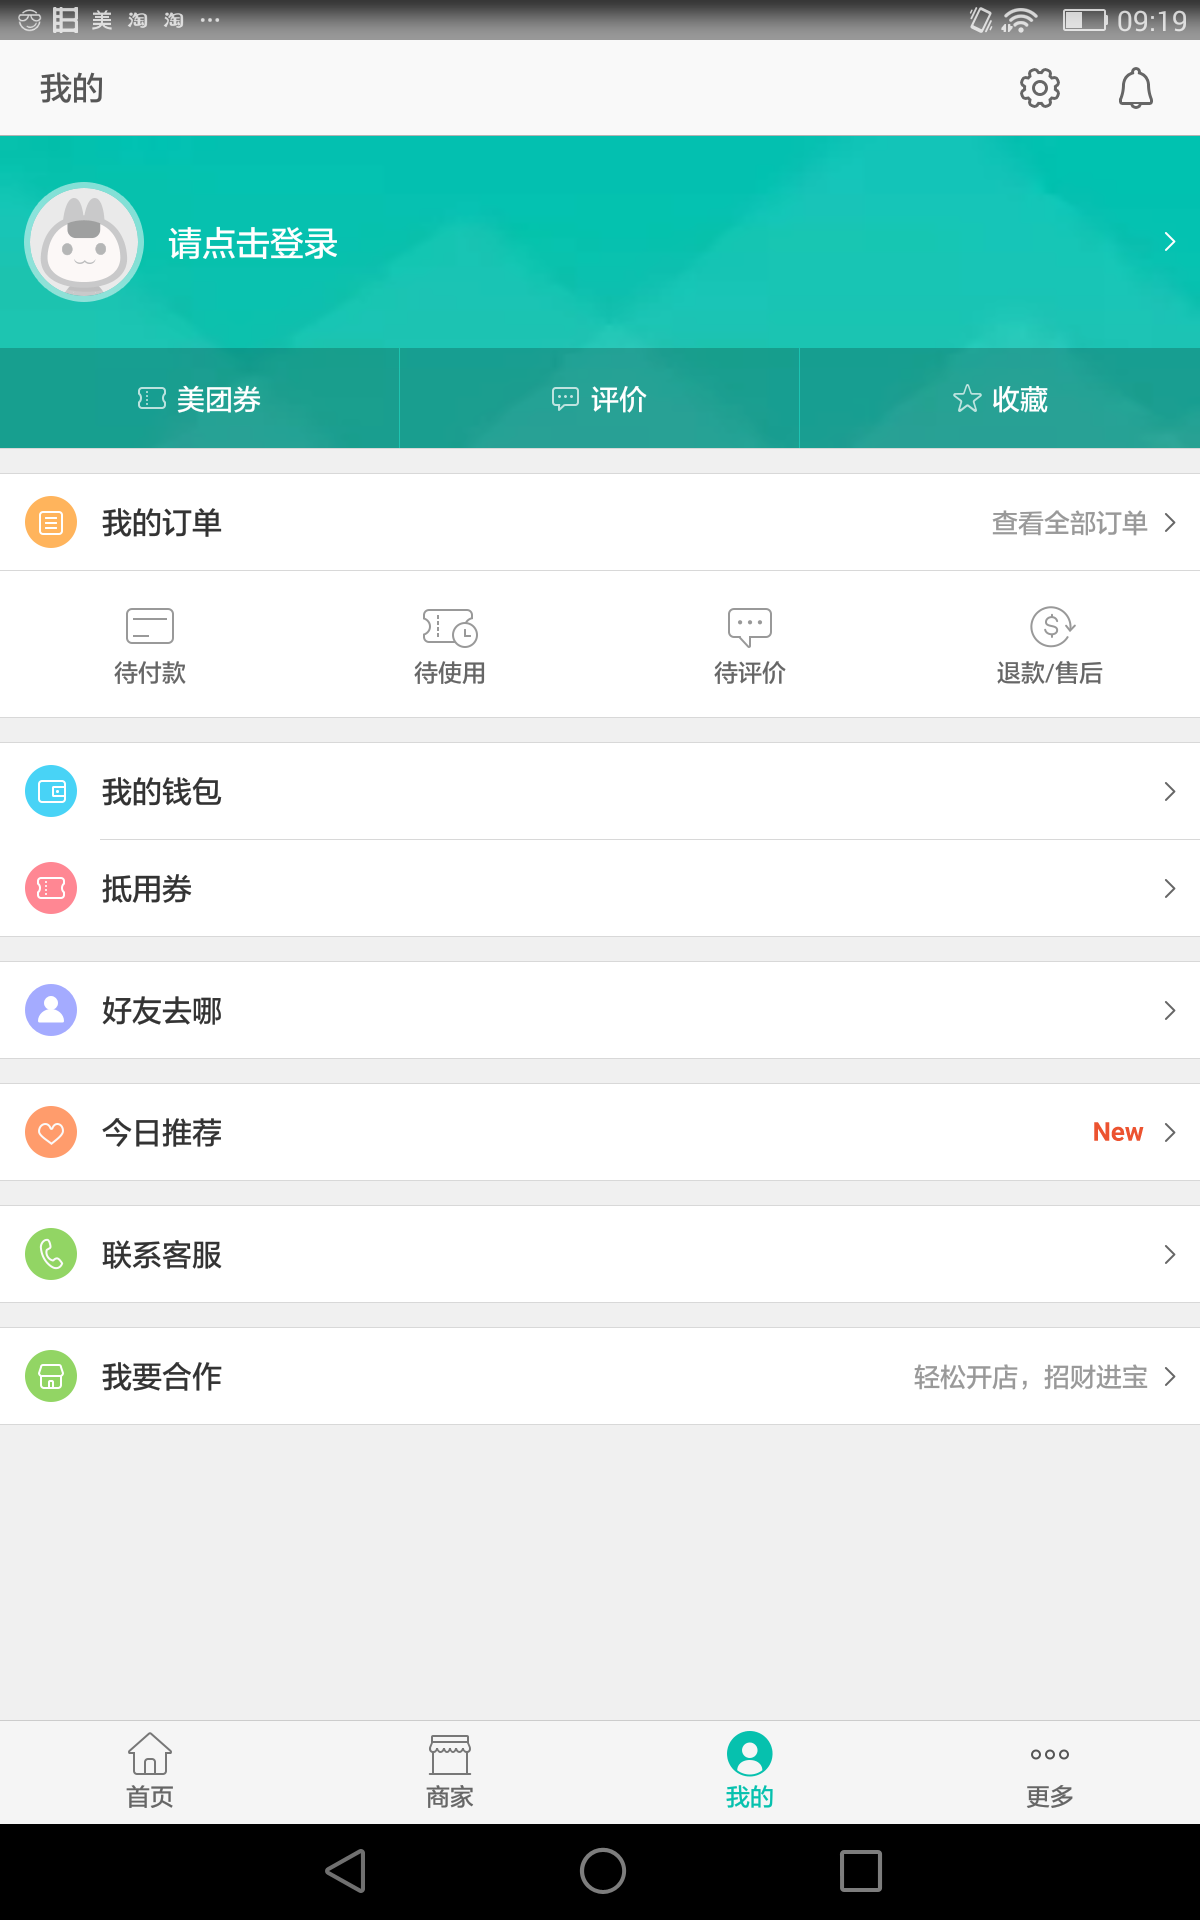 美 淘 淘 ... 09:19
我的
请点击登录
美团券 评价 收藏
我的订单 查看全部订单
待付款 待使用 待评价 退款/售后
我的钱包
抵用券
好友去哪
今日推荐 New
联系客服
我要合作 轻松开店，招财进宝
首页 商家 我的 更多